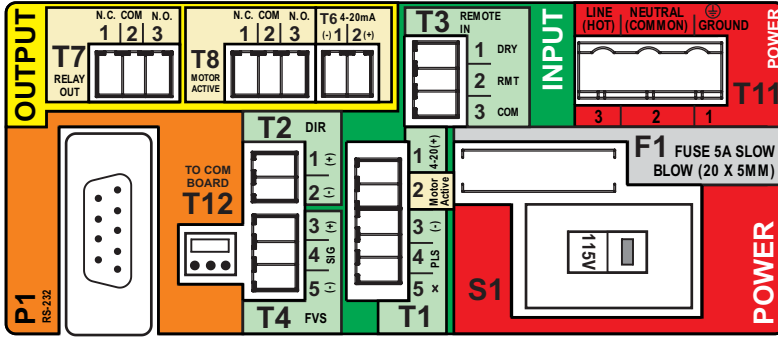 OUTPUT
N.C. COM N.O.
1 2 3
T7
RELAY
OUT
N.C. COM N.O.
1 2 3
T8
MOTOR
ACTIVE
T6 4-20mA
(-) 1 2 (+)
T3 REMOTE
IN
1 DRY
2 RMT
3 COM
INPUT
LINE
(HOT)
NEUTRAL
(COMMON)
GROUND
POWER
T11
3 2 1
P1
RS-232
TO COM
BOARD
T12
T2 DIR
1 (+)
2 (-)
3 (+)
4 SIG
5 (-)
T4 FVS
1 4-20(+)
2 Motor
Active
3 (-)
4 PLS
5 x
T1
F1 FUSE 5A SLOW
BLOW (20 X 5MM)
S1
115V
POWER